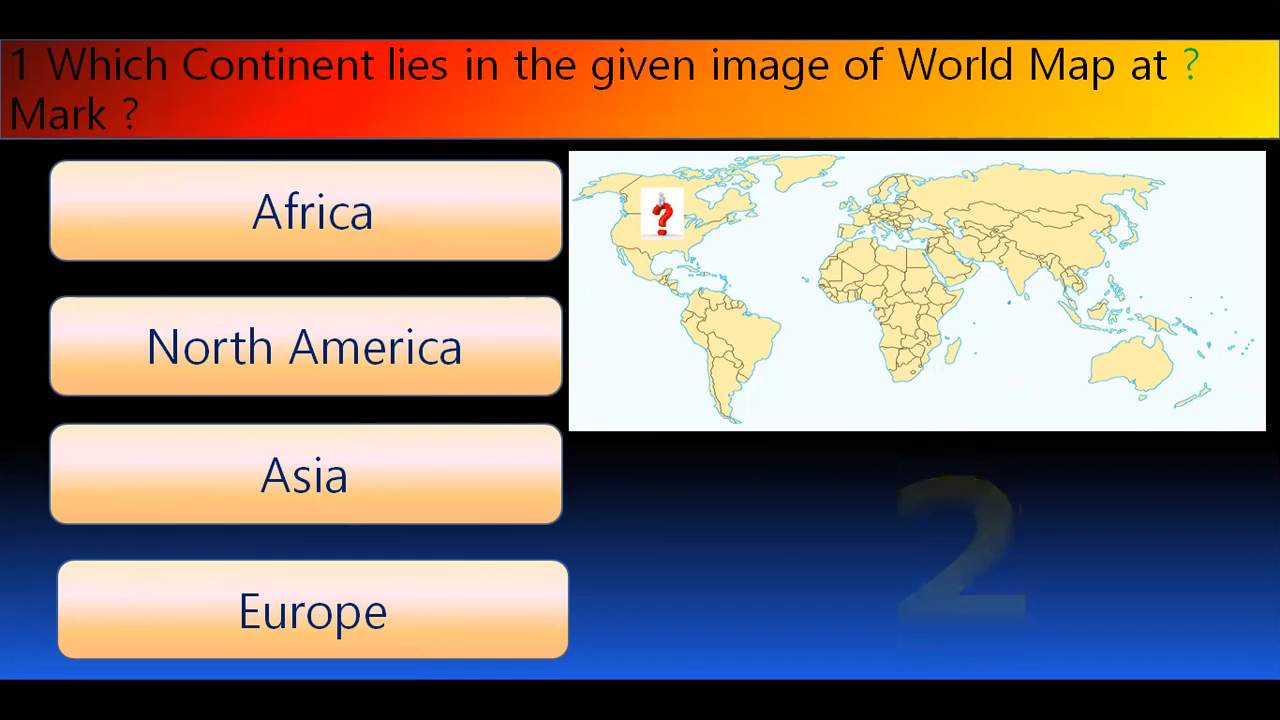 1 Which Continent lies in the given image of World Map at ?
Mark ?
Africa
?
North America
Asia
2
Europe